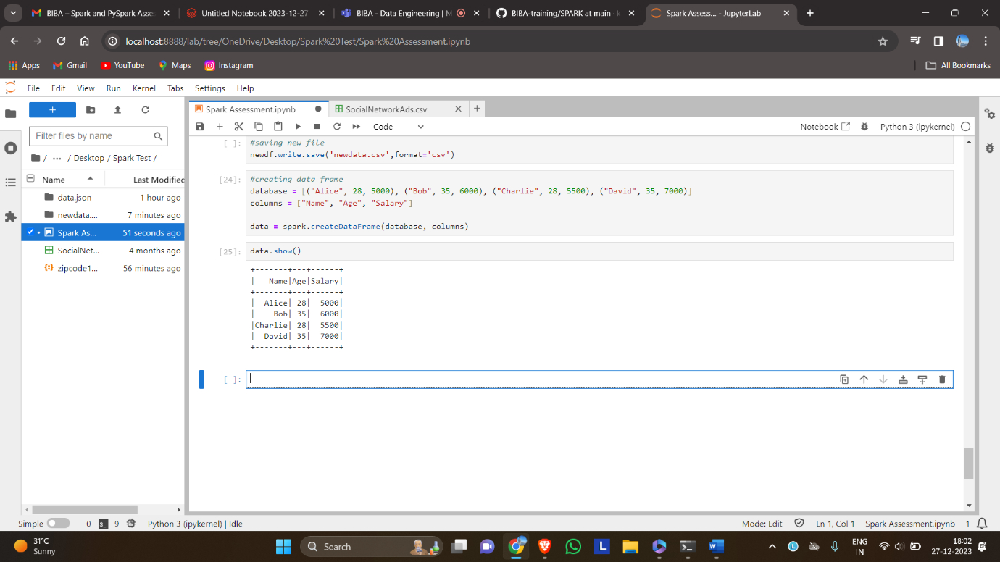 BIBA – Spark and PySpark Asses
Untitled Notebook 2023-12-27
BIBA - Data Engineering | M
BIBA-training/SPARK at main · k
Spark Assess... - JupyterLab
localhost:8888/lab/tree/OneDrive/Desktop/Spark%20Test/Spark%20Assessment.ipynb
Apps Gmail YouTube Maps Instagram All Bookmarks
File Edit View Run Kernel Tabs Settings Help
Spark Assessment.ipynb SocialNetworkAds.csv
Code Notebook Python 3 (ipykernel)
Filter files by name
/ ... / Desktop / Spark Test /
Name Last Modified
data.json 1 hour ago
newdata.... 7 minutes ago
Spark As... 51 seconds ago
SocialNet... 4 months ago
zipcode1... 56 minutes ago
[ ]: #saving new file
newdf.write.save('newdata.csv',format='csv')
[24]: #creating data frame
database = [("Alice", 28, 5000), ("Bob", 35, 6000), ("Charlie", 28, 5500), ("David", 35, 7000)]
columns = ["Name", "Age", "Salary"]
data = spark.createDataFrame(database, columns)
[25]: data.show()
+-------+---+------+
|   Name|Age|Salary|
+-------+---+------+
|  Alice| 28|  5000|
|    Bob| 35|  6000|
|Charlie| 28|  5500|
|  David| 35|  7000|
+-------+---+------+
[ ]:
Simple 0 9 Python 3 (ipykernel) | Idle Mode: Edit Ln 1, Col 1 Spark Assessment.ipynb 1
31°C
Sunny
Search
L
ENG
IN
18:02
27-12-2023